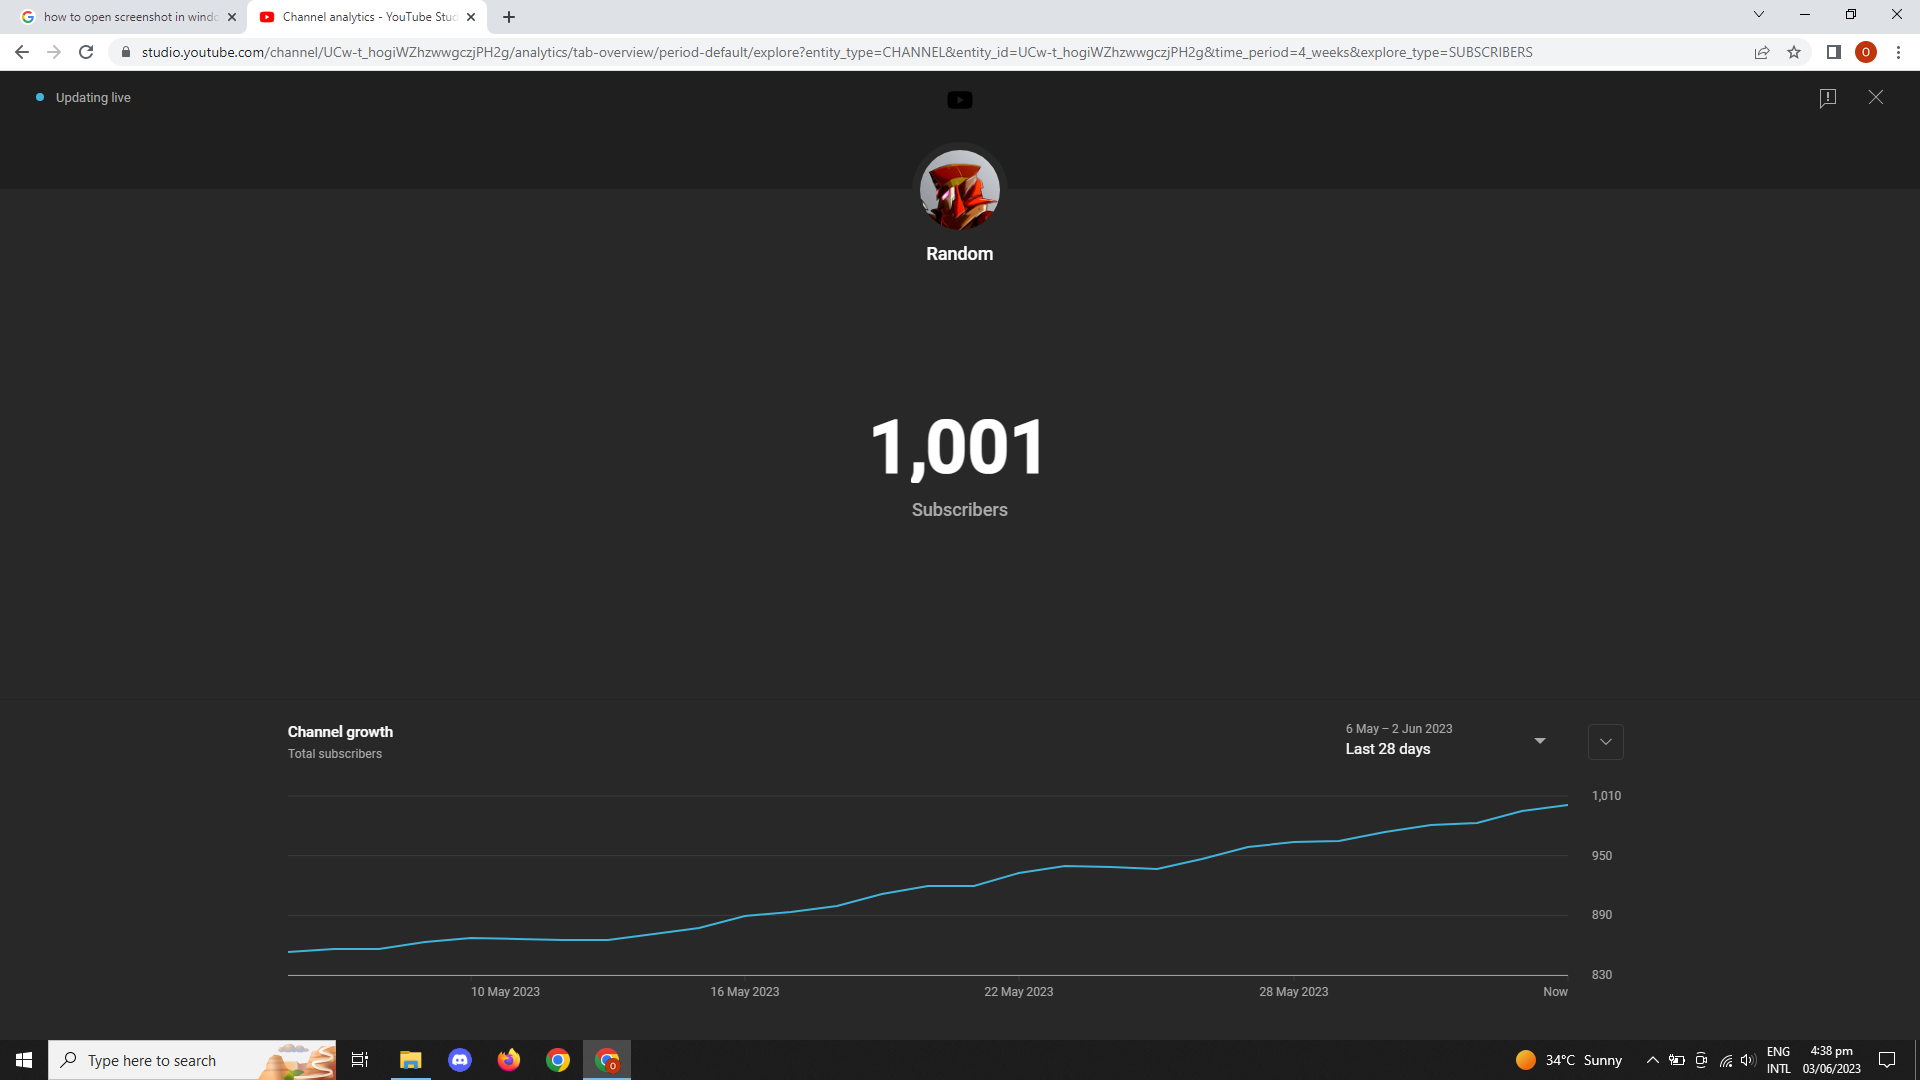 how to open screenshot in windo
Channel analytics - YouTube Stud
studio.youtube.com/channel/UCw-t_hogiWZhzwwgczjPH2g/analytics/tab-overview/period-default/explore?entity_type=CHANNEL&entity_id=UCw-t_hogiWZhzwwgczjPH2g&time_period=4_weeks&explore_type=SUBSCRIBERS
O
Updating live
Random
1,001
Subscribers
Channel growth
Total subscribers
6 May – 2 Jun 2023
Last 28 days
1,010
950
890
830
10 May 2023
16 May 2023
22 May 2023
28 May 2023
Now
Type here to search
O
34°C Sunny
ENG
INTL
4:38 pm
03/06/2023